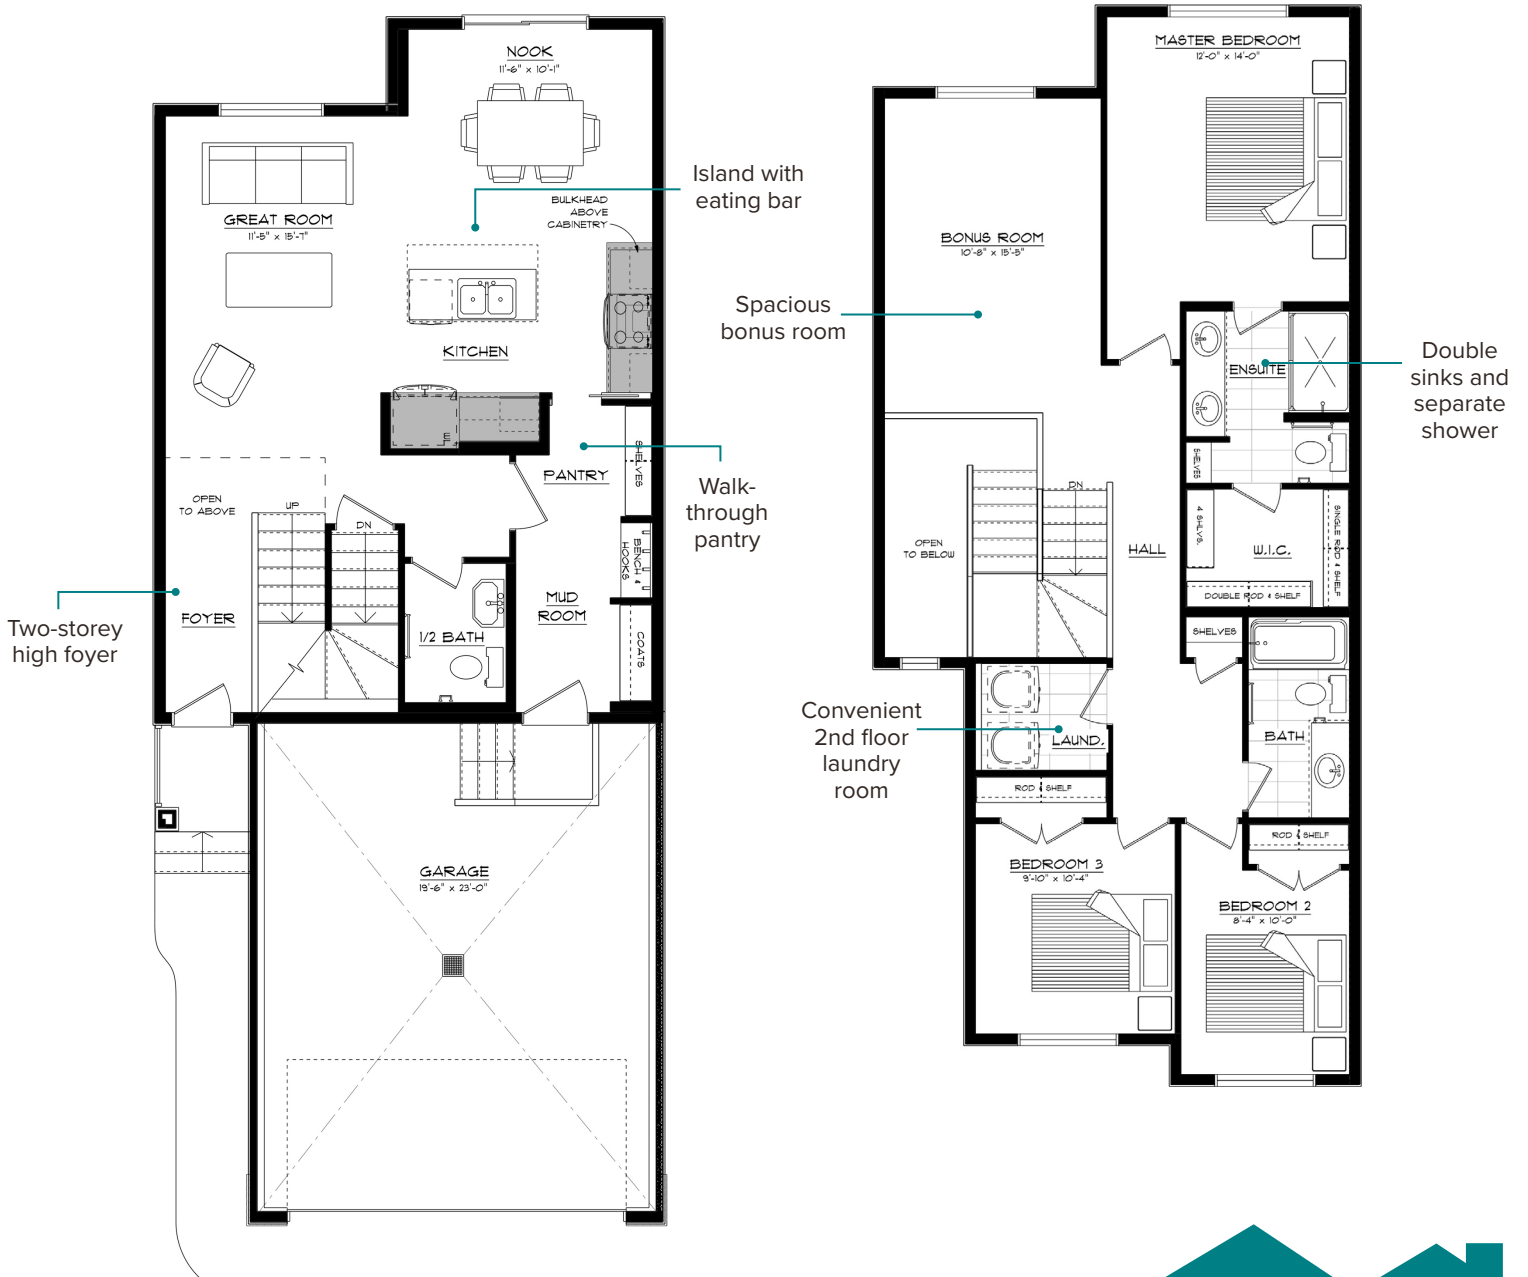 NOOK
11'-6" x 10'-1"
Island with
eating bar
BULKHEAD
ABOVE
CABINETRY
GREAT ROOM
11'-5" x 15'-7"
KITCHEN
SHELVES
PANTRY
Walk-
through
pantry
OPEN
TO ABOVE
UP
DN
BENCH &
HOOKS
MUD
ROOM
FOYER
Two-storey
high foyer
1/2 BATH
COATS
GARAGE
19'-6" x 23'-0"
MASTER BEDROOM
12'-0" x 14'-0"
BONUS ROOM
10'-8" x 15'-5"
Spacious
bonus room
ENSUITE
Double
sinks and
separate
shower
SHELVES
DN
4 SHLVS.
SINGLE ROD & SHELF
OPEN
TO BELOW
HALL
W.I.C.
DOUBLE ROD & SHELF
SHELVES
Convenient
2nd floor
laundry
room
LAUND.
BATH
ROD & SHELF
ROD & SHELF
BEDROOM 3
9'-10" x 10'-4"
BEDROOM 2
8'-4" x 10'-0"